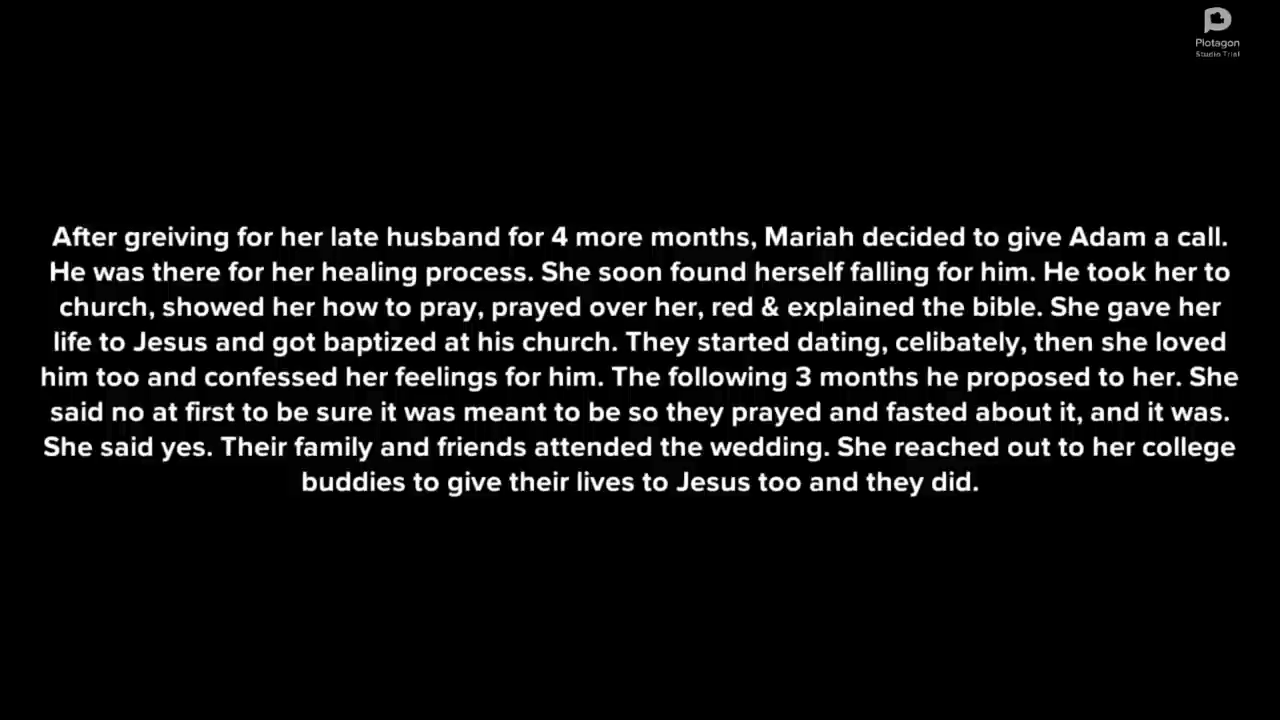 Plotagon
Studio Trial
After greiving for her late husband for 4 more months, Mariah decided to give Adam a call.
He was there for her healing process. She soon found herself falling for him. He took her to
church, showed her how to pray, prayed over her, red & explained the bible. She gave her
life to Jesus and got baptized at his church. They started dating, celibately, then she loved
him too and confessed her feelings for him. The following 3 months he proposed to her. She
said no at first to be sure it was meant to be so they prayed and fasted about it, and it was.
She said yes. Their family and friends attended the wedding. She reached out to her college
buddies to give their lives to Jesus too and they did.